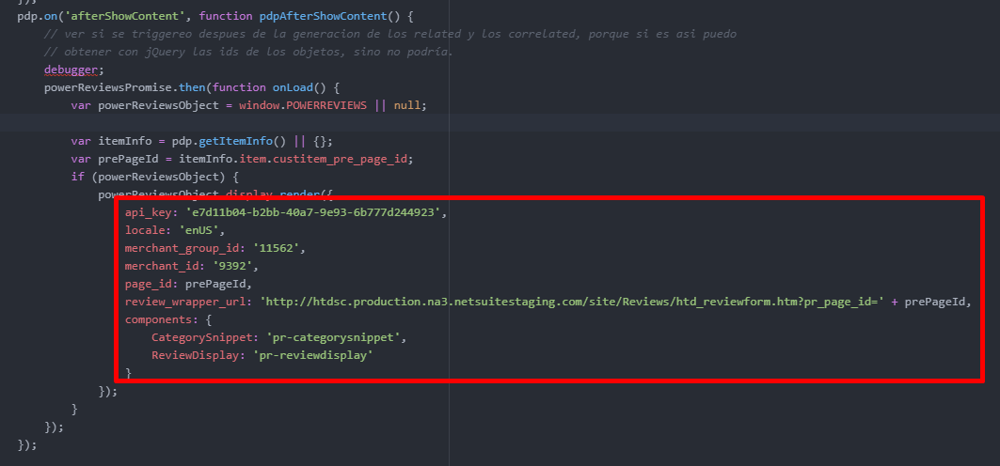 });
pdp.on('afterShowContent', function pdpAfterShowContent() {
// ver si se triggereo despues de la generacion de los related y los correlated, porque si es asi puedo
// obtener con jQuery las ids de los objetos, sino no podría.
debugger;
powerReviewsPromise.then(function onLoad() {
var powerReviewsObject = window.POWERREVIEWS || null;
var itemInfo = pdp.getItemInfo() || {};
var prePageId = itemInfo.item.custitem_pre_page_id;
if (powerReviewsObject) {
powerReviewsObject.display.render({
api_key: 'e7d11b04-b2bb-40a7-9e93-6b777d244923',
locale: 'enUS',
merchant_group_id: '11562',
merchant_id: '9392',
page_id: prePageId,
review_wrapper_url: 'http://htdsc.production.na3.netsuitestaging.com/site/Reviews/htd_reviewform.htm?pr_page_id=' + prePageId,
components: {
CategorySnippet: 'pr-categorysnippet',
ReviewDisplay: 'pr-reviewdisplay'
}
});
}
});
});